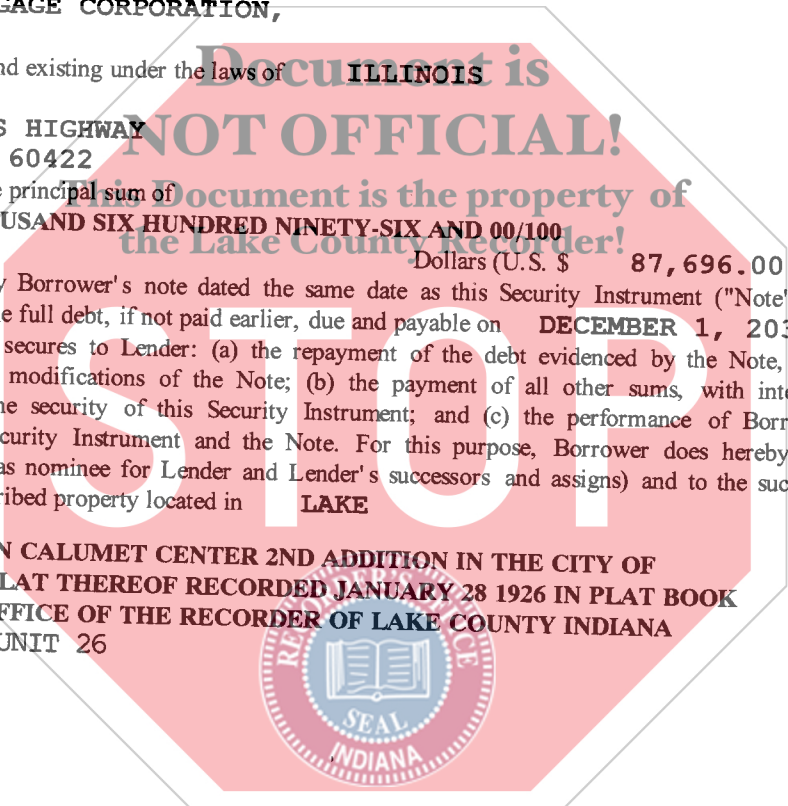 GAGE CORPORATION,
nd existing under the laws of ILLINOIS
Document is
S HIGHWAY
NOT OFFICIAL!
60422
e principal sum of
This Document is the property of
USAND SIX HUNDRED NINETY-SIX AND 00/100
the Lake County Recorder!
Dollars (U.S. $ 87,696.00
y Borrower's note dated the same date as this Security Instrument ("Note"
e full debt, if not paid earlier, due and payable on DECEMBER 1, 203
secures to Lender: (a) the repayment of the debt evidenced by the Note,
modifications of the Note; (b) the payment of all other sums, with inte
he security of this Security Instrument; and (c) the performance of Borr
curity Instrument and the Note. For this purpose, Borrower does hereby
as nominee for Lender and Lender's successors and assigns) and to the suc
ribed property located in LAKE
STOP
N CALUMET CENTER 2ND ADDITION IN THE CITY OF
LAT THEREOF RECORDED JANUARY 28 1926 IN PLAT BOOK
FFICE OF THE RECORDER OF LAKE COUNTY INDIANA
UNIT 26
RECORDER'S OFFICE
SEAL
INDIANA